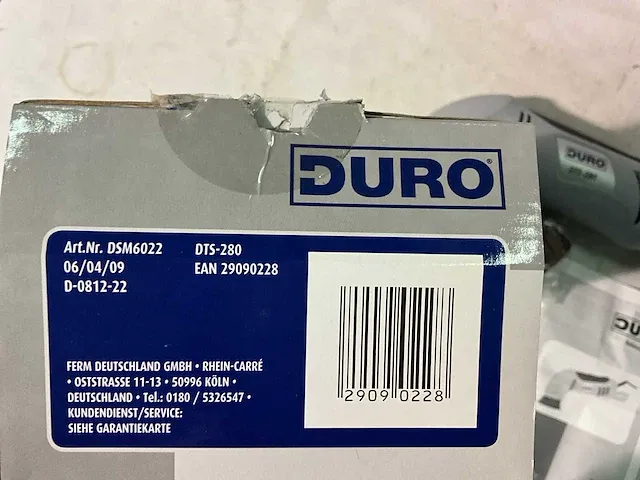 DURO®
Art.Nr. DSM6022 DTS-280
06/04/09 EAN 29090228
D-0812-22
FERM DEUTSCHLAND GMBH • RHEIN-CARRÉ
• OSTSTRASSE 11-13 • 50996 KÖLN •
DEUTSCHLAND • Tel.: 0180 / 5326547 •
KUNDENDIENST/SERVICE:
SIEHE GARANTIEKARTE
2909 0228
DURO
DURO